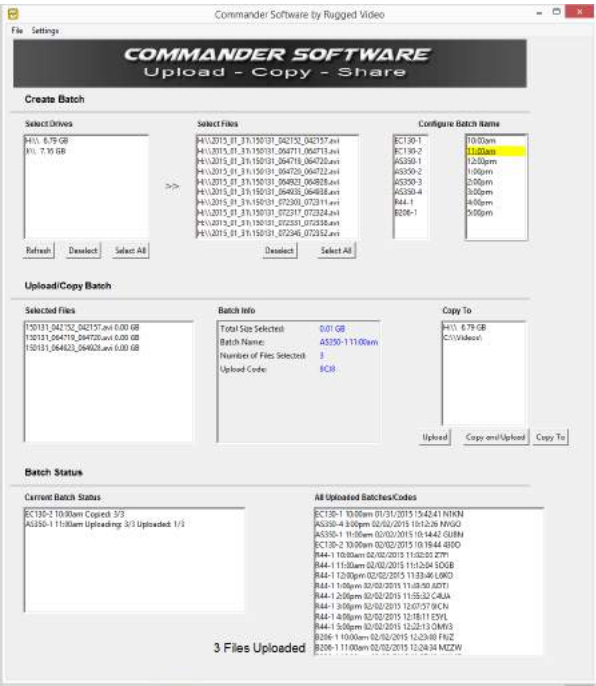 Commander Software by Rugged Video
File Settings
COMMANDER SOFTWARE
Upload - Copy - Share
Create Batch
Select Drives
H:\\ 6.79 GB
7.16 GB
Refresh Deselect Select All
>>
Select Files
H:\\2015_01_31\150131_042152_042157.avi
H:\\2015_01_31\150131_064711_064713.avi
H:\\2015_01_31\150131_064719_064720.avi
H:\\2015_01_31\150131_064720_064722.avi
H:\\2015_01_31\150131_064923_064928.avi
H:\\2015_01_31\150131_064935_064938.avi
H:\\2015_01_31\150131_072303_072311.avi
H:\\2015_01_31\150131_072317_072324.avi
H:\\2015_01_31\150131_072331_072338.avi
H:\\2015_01_31\150131_072346_072352.avi
Deselect Select All
Configure Batch Name
EC130-1
EC130-2
AS350-1
AS350-2
AS350-3
AS350-4
R44-1
B206-1
10:00am
11:00am
12:00pm
1:00pm
2:00pm
3:00pm
4:00pm
5:00pm
Upload/Copy Batch
Selected Files
150131_042152_042157.avi 0.00 GB
150131_064719_064720.avi 0.00 GB
150131_064923_064928.avi 0.00 GB
Batch Info
Total Size Selected: 0.01 GB
Batch Name: AS350-1 11:00am
Number of Files Selected: 3
Upload Code:
Copy To
H:\\ 6.79 GB
C:\\Videos\
Upload Copy and Upload Copy To
Batch Status
Current Batch Status
EC130-2 10:00am Copied: 3/3
AS350-1 11:00am Uploading: 3/3 Uploaded: 1/3
3 Files Uploaded
All Uploaded Batches/Codes
EC130-1 10:00am 01/31/2015 15:42:41 N1KN
AS350-4 3:00pm 02/02/2015 10:12:26 NYGO
AS350-1 11:00am 02/02/2015 10:14:42 GU8N
EC130-2 10:00am 02/02/2015 10:19:44 48OO
R44-1 10:00am 02/02/2015 11:02:03 Z7FI
R44-1 11:00am 02/02/2015 11:12:04 5OGB
R44-1 12:00pm 02/02/2015 11:33:46 L6KO
R44-1 1:00pm 02/02/2015 11:43:50
R44-1 2:00pm 02/02/2015 11:55:32 C4UA
R44-1 3:00pm 02/02/2015 12:07:57
R44-1 4:00pm 02/02/2015 12:18:11 E5YL
R44-1 5:00pm 02/02/2015 12:22:13 OMY3
B206-1 10:00am 02/02/2015 12:23:08
B206-1 11:00am 02/02/2015 12:24:34 MZZW